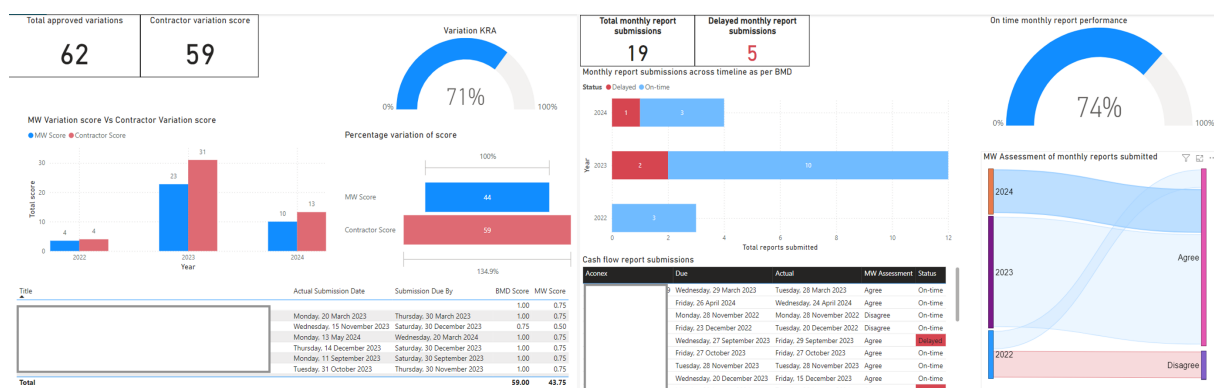 Total approved variations
62
Contractor variation score
59
Variation KRA
71%
0%
100%
MW Variation score Vs Contractor Variation score
MW Score Contractor Score
Total score
30
20
10
0
4
4
23
31
10
13
2022
2023
2024
Year
Percentage variation of score
100%
MW Score
44
Contractor Score
59
134.9%
Title Actual Submission Date Submission Due By BMD Score MW Score
1.00 0.75
Monday, 20 March 2023 Thursday, 30 March 2023 1.00 0.75
Wednesday, 15 November 2023 Saturday, 30 December 2023 0.75 0.50
Monday, 13 May 2024 Wednesday, 20 March 2024 1.00 0.75
Thursday, 14 December 2023 Saturday, 30 December 2023 1.00 0.75
Monday, 11 September 2023 Saturday, 30 September 2023 1.00 0.75
Tuesday, 31 October 2023 Thursday, 30 November 2023 1.00 0.75
Total 59.00 43.75
Total monthly report
submissions
19
Delayed monthly report
submissions
5
Monthly report submissions across timeline as per BMD
Status Delayed On-time
Year
2024
1
3
2023
2
10
2022
3
0 2 4 6 8 10 12
Total reports submitted
Cash flow report submissions
Aconex Due Actual MW Assessment Status
9 Wednesday, 29 March 2023 Tuesday, 28 March 2023 Agree On-time
Friday, 26 April 2024 Wednesday, 24 April 2024 Agree On-time
Monday, 28 November 2022 Monday, 28 November 2022 Disagree On-time
Friday, 23 December 2022 Tuesday, 20 December 2022 Disagree On-time
Wednesday, 27 September 2023 Friday, 29 September 2023 Agree Delayed
Friday, 27 October 2023 Friday, 27 October 2023 Agree On-time
Tuesday, 28 November 2023 Tuesday, 28 November 2023 Agree On-time
Wednesday, 20 December 2023 Friday, 15 December 2023 Agree On-time
On time monthly report performance
74%
0%
100%
MW Assessment of monthly reports submitted
2024
2023
2022
Agree
Disagree